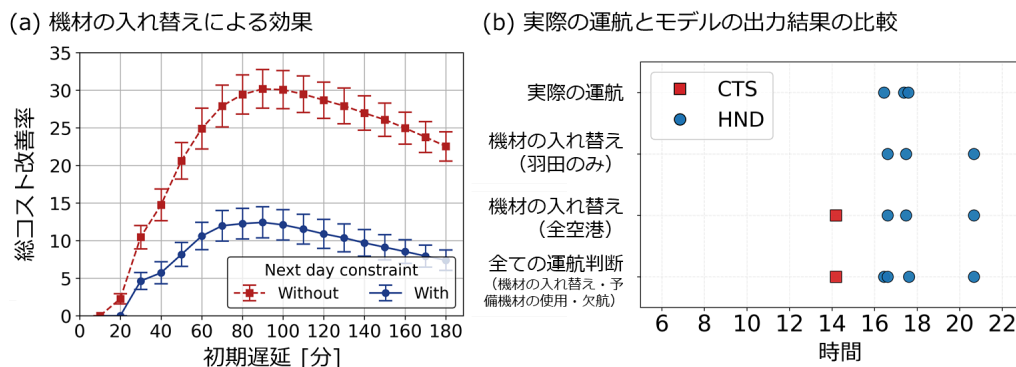 (a) 機材の入れ替えによる効果
総コスト改善率
35
30
25
20
15
10
5
0
Next day constraint
Without With
0 20 40 60 80 100 120 140 160 180
初期遅延 [分]
(b) 実際の運航とモデルの出力結果の比較
CTS
HND
実際の運航
機材の入れ替え
（羽田のみ）
機材の入れ替え
（全空港）
全ての運航判断
（機材の入れ替え・予
備機材の使用・欠航）
6 8 10 12 14 16 18 20 22
時間